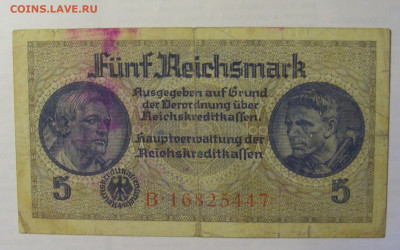 COINS.LAVE.RU
Fünf Reichsmark
Ausgegeben auf Grund
der Verordnung über
Reichskreditkassen.
Hauptverwaltung der
Reichskreditkassen
5
B·16825447
5